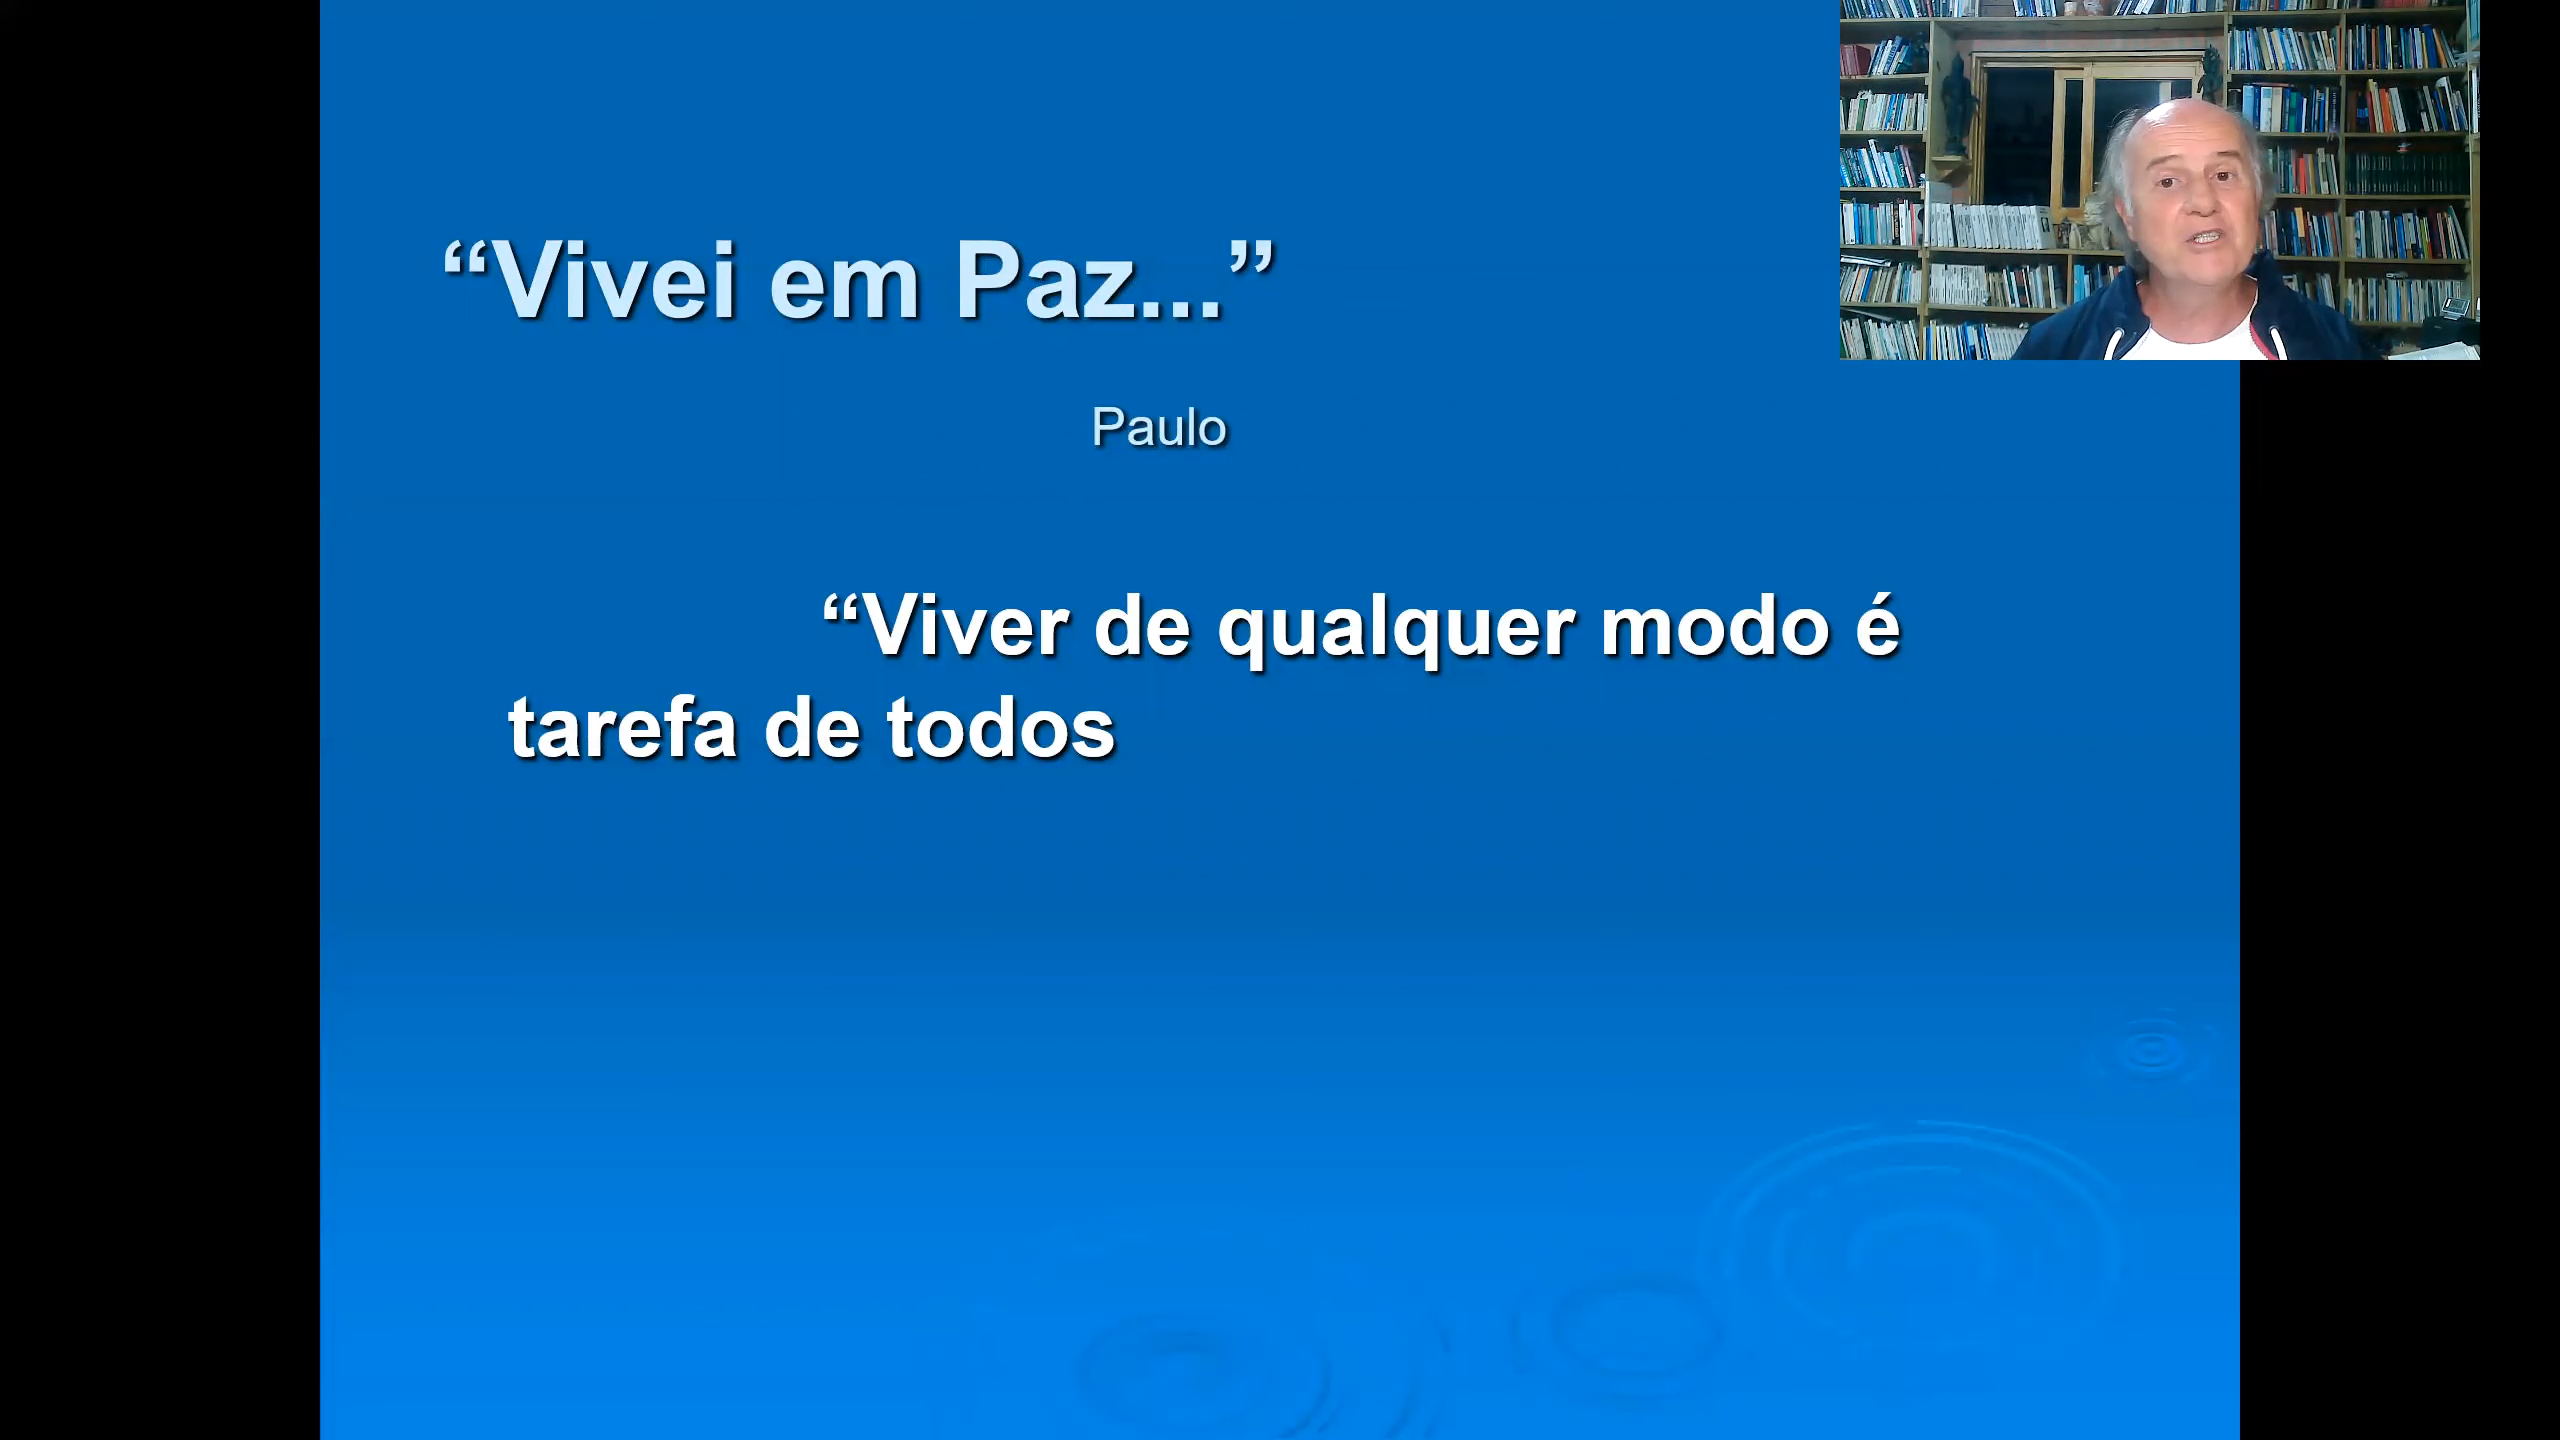 “Vivei em Paz...”
Paulo
“Viver de qualquer modo é
tarefa de todos